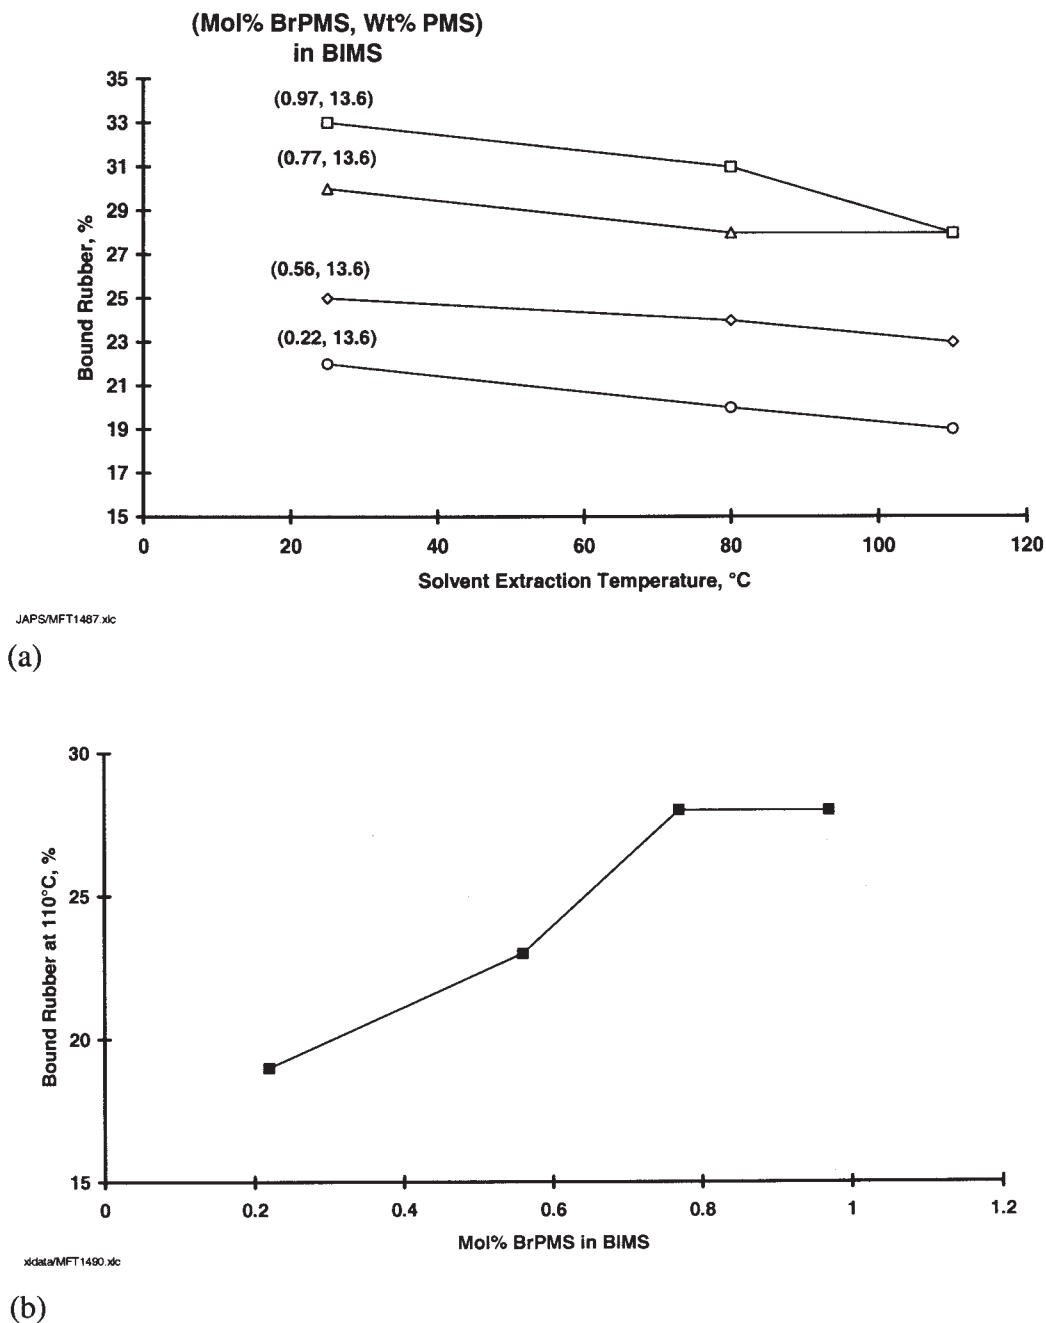 (Mol% BrPMS, Wt% PMS)
in BIMS
35
33
31
29
27
25
23
21
19
17
15
Bound Rubber, %
(0.97, 13.6)
(0.77, 13.6)
(0.56, 13.6)
(0.22, 13.6)
0 20 40 60 80 100 120
Solvent Extraction Temperature, °C
JAPS/MFT1487.xlc
(a)
30
25
20
15
Bound Rubber at 110°C, %
0 0.2 0.4 0.6 0.8 1 1.2
Mol% BrPMS in BIMS
xldata/MFT1490.xlc
(b)